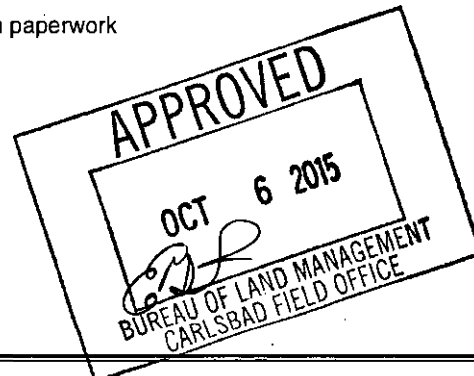 paperwork
APPROVED
OCT 6 2015
BUREAU OF LAND MANAGEMENT
CARLSBAD FIELD OFFICE